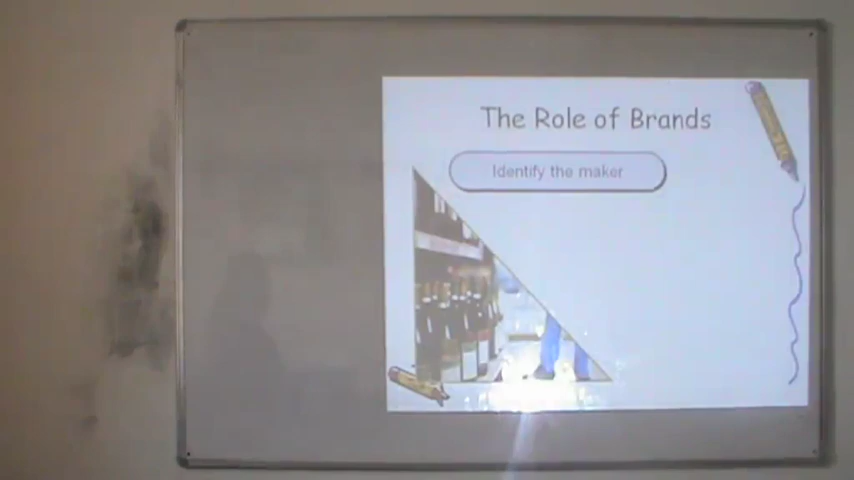 The Role of Brands
Identify the maker